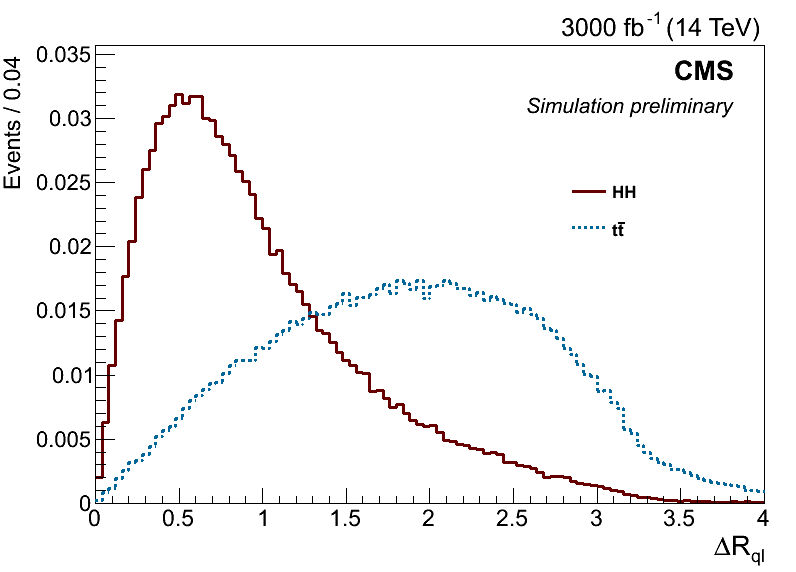 3000 fb⁻¹ (14 TeV)
CMS
Simulation preliminary
HH
tt̄
Events / 0.04
0.035
0.03
0.025
0.02
0.015
0.01
0.005
0
0 0.5 1 1.5 2 2.5 3 3.5 4
ΔR_ql